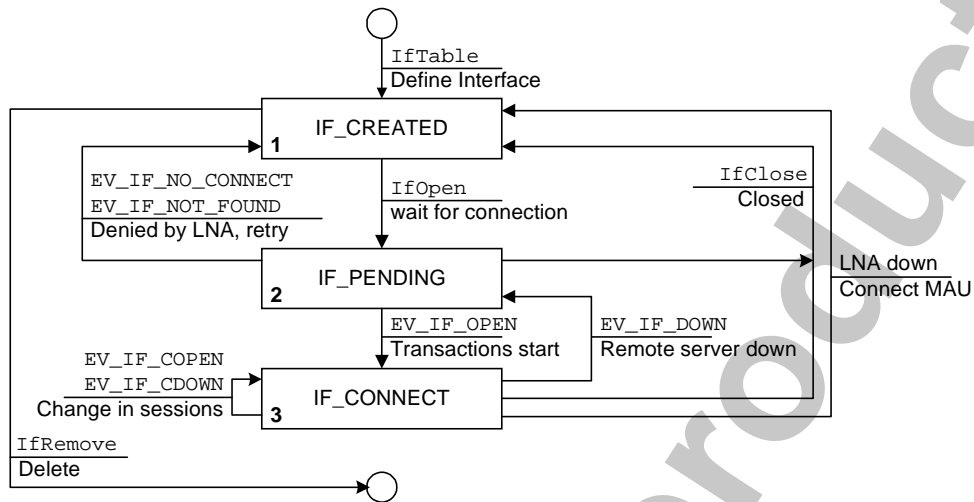 IfTable
Define Interface
IF_CREATED
1
EV_IF_NO_CONNECT
EV_IF_NOT_FOUND
Denied by LNA, retry
IfOpen
wait for connection
IfClose
Closed
LNA down
Connect MAU
IF_PENDING
2
EV_IF_OPEN
Transactions start
EV_IF_DOWN
Remote server down
EV_IF_COPEN
EV_IF_CDOWN
Change in sessions
IF_CONNECT
3
IfRemove
Delete
roduct